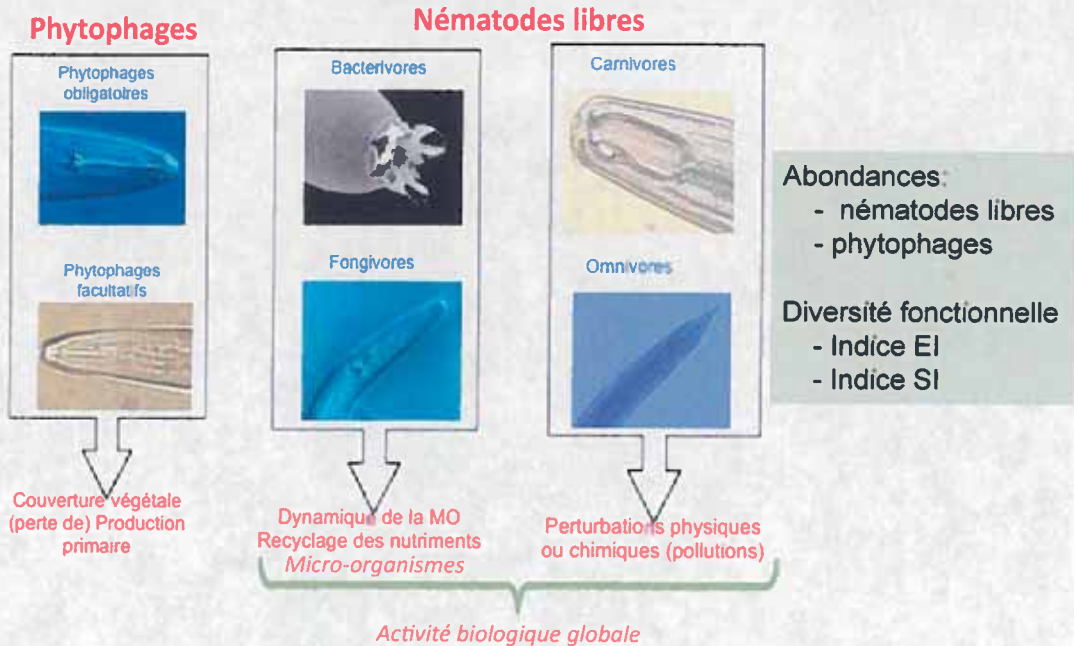 Phytophages
Nématodes libres
Phytophages
obligatoires
Phytophages
facultatifs
Couverture végétale
(perte de) Production
primaire
Bacterivores
Fongivores
Dynamique de la MO
Recyclage des nutriments
Micro-organismes
Carnivores
Omnivores
Perturbations physiques
ou chimiques (pollutions)
Activité biologique globale
Abondances:
- nématodes libres
- phytophages
Diversité fonctionnelle
- Indice EI
- Indice SI